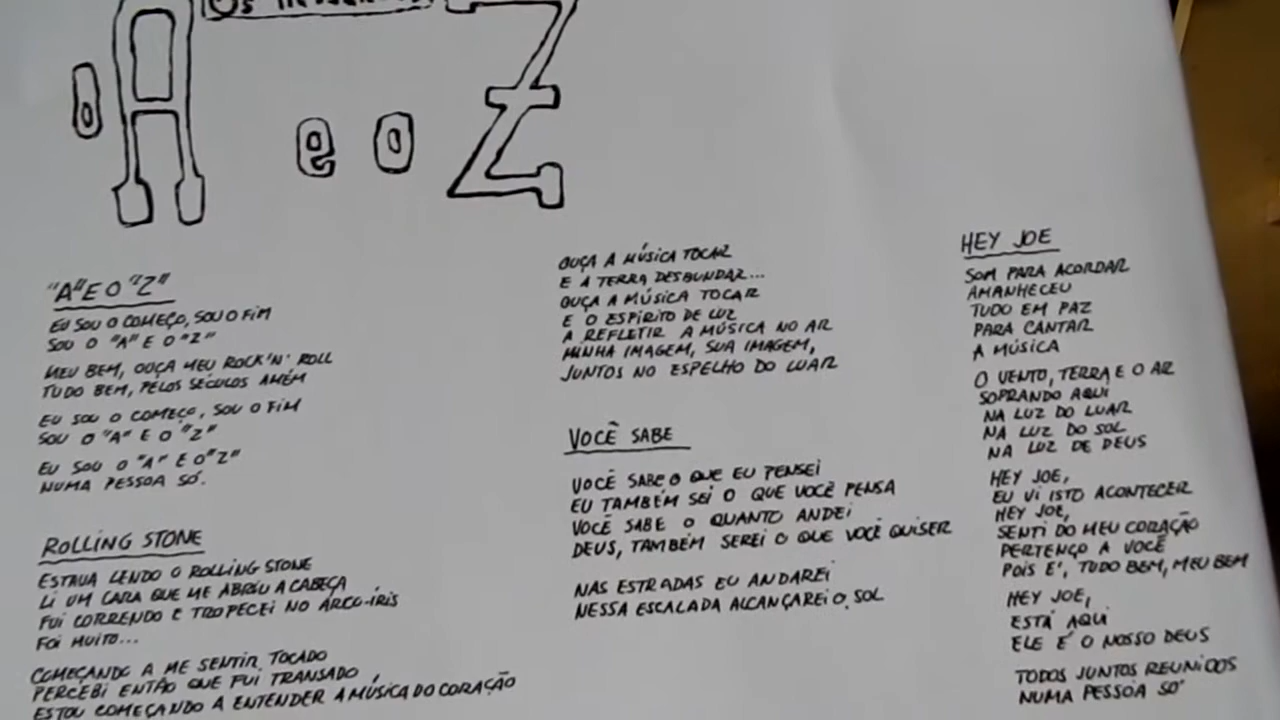 Os
o A e o Z
"A" E O "Z"
EU SOU O COMEÇO, SOU O FIM
SOU O "A" E O "Z"
MEU BEM, OUÇA MEU ROCK'N' ROLL
TUDO BEM, PELOS SÉCULOS AMÉM
EU SOU O COMEÇO, SOU O FIM
SOU O "A" E O "Z"
EU SOU O "A" E O "Z"
NUMA PESSOA SÓ.
ROLLING STONE
ESTAVA LENDO O ROLLING STONE
LI UM CARA QUE ME ABRIU A CABEÇA
FUI CORRENDO E TROPECEI NO ARCO-ÍRIS
FOI MUITO...
COMEÇANDO A ME SENTIR TOCADO
PERCEBI ENTÃO QUE FUI TRANSADO
ESTOU COMEÇANDO A ENTENDER A MÚSICA DO CORAÇÃO
OUÇA A MÚSICA TOCAR
E A TERRA DESBUNDAR...
OUÇA A MÚSICA TOCAR
E O ESPÍRITO DE LUZ
A REFLETIR A MÚSICA NO AR
MINHA IMAGEM, SUA IMAGEM,
JUNTOS NO ESPELHO DO LUAR
VOCÊ SABE
VOCÊ SABE O QUE EU PENSEI
EU TAMBÉM SEI O QUE VOCÊ PENSA
VOCÊ SABE O QUANTO ANDEI
DEUS, TAMBÉM SEREI O QUE VOCÊ QUISER
NAS ESTRADAS EU ANDAREI
NESSA ESCALADA ALCANÇAREI O SOL
HEY JOE
SOM PARA ACORDAR
AMANHECEU
TUDO EM PAZ
PARA CANTAR
A MÚSICA
O VENTO, TERRA E O AR
SOPRANDO AQUI
NA LUZ DO LUAR
NA LUZ DO SOL
NA LUZ DE DEUS
HEY JOE,
EU VI ISTO ACONTECER
HEY JOE,
SENTI DO MEU CORAÇÃO
PERTENÇO A VOCÊ
POIS É, TUDO BEM, MEU BEM
HEY JOE,
ESTÁ AQUI
ELE É O NOSSO DEUS
TODOS JUNTOS REUNIDOS
NUMA PESSOA SÓ